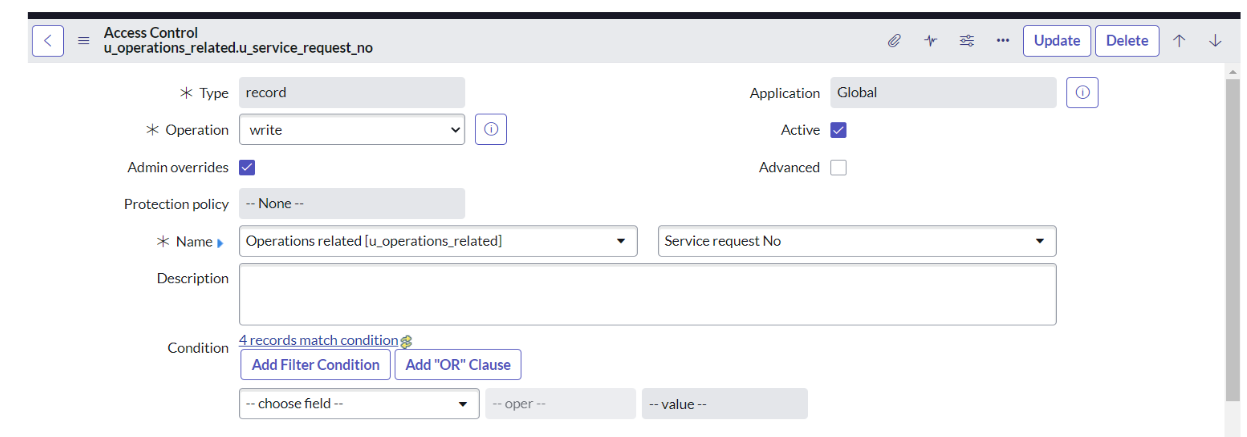 Access Control
u_operations_related.u_service_request_no
Update
Delete
Type
record
Application
Global
Operation
write
Active
Admin overrides
Advanced
Protection policy
-- None --
Name
Operations related [u_operations_related]
Service request No
Description
Condition
4 records match condition
Add Filter Condition
Add "OR" Clause
-- choose field --
-- oper --
-- value --